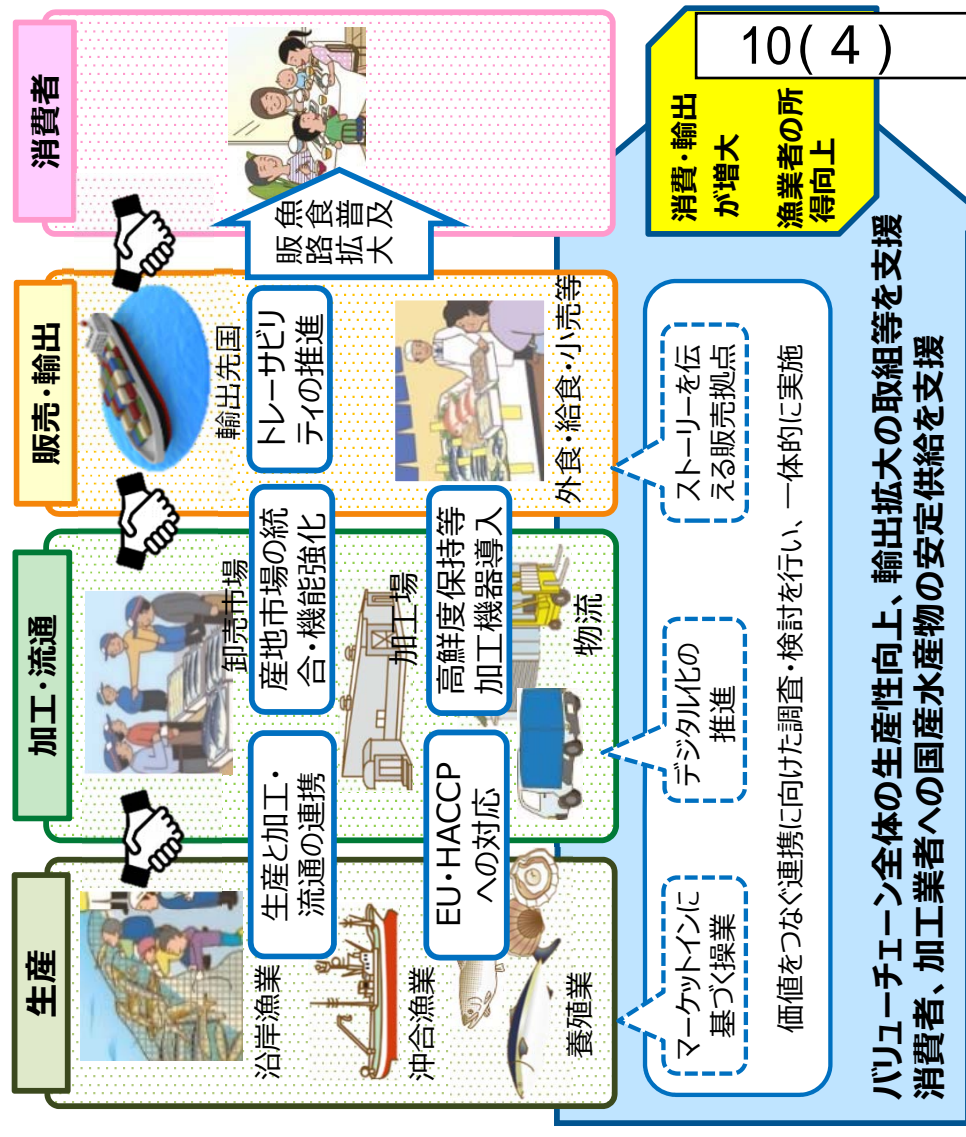 10(4)
生産
加工・流通
販売・輸出
消費者
沿岸漁業
沖合漁業
養殖業
生産と加工・
流通の連携
EU・HACCP
への対応
卸売市場
加工場
物流
産地市場の統
合・機能強化
高鮮度保持等
加工機器導入
輸出先国
トレーサビリ
ティの推進
外食・給食・小売等
魚食普及
販路拡大
マーケットインに
基づく操業
デジタル化の
推進
ストーリーを伝
える販売拠点
価値をつなぐ連携に向けた調査・検討を行い、一体的に実施
消費・輸出
が増大
漁業者の所
得向上
バリューチェーン全体の生産性向上、輸出拡大の取組等を支援
消費者、加工業者への国産水産物の安定供給を支援